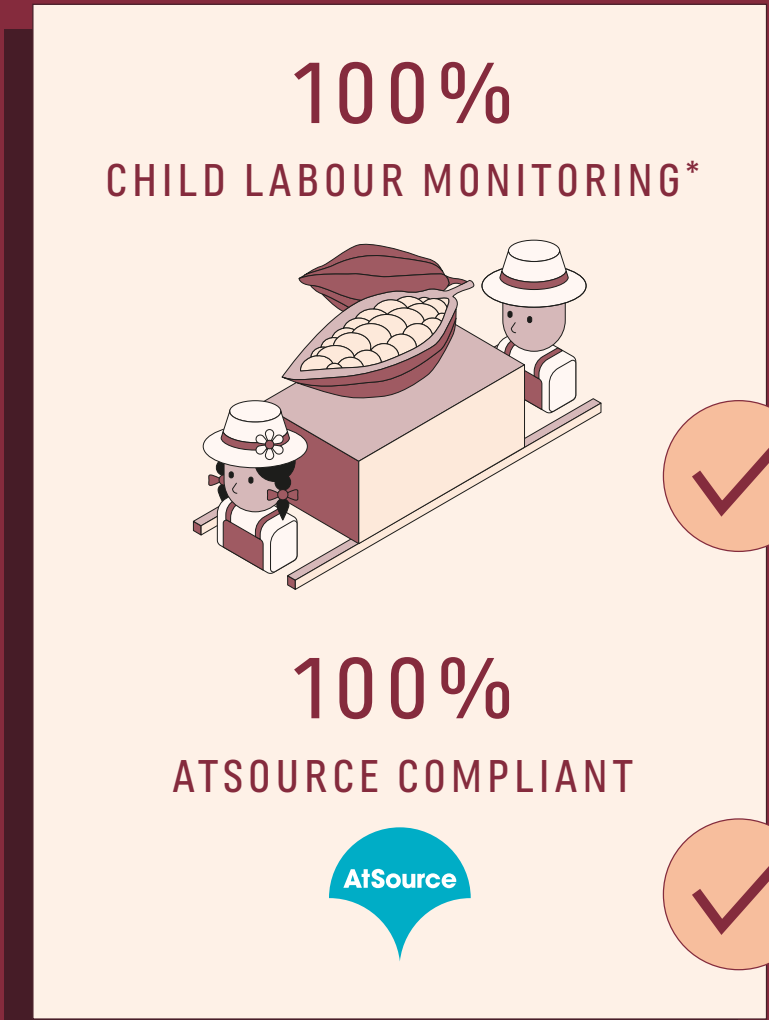 100%
CHILD LABOUR MONITORING*
100%
ATSOURCE COMPLIANT
AtSource